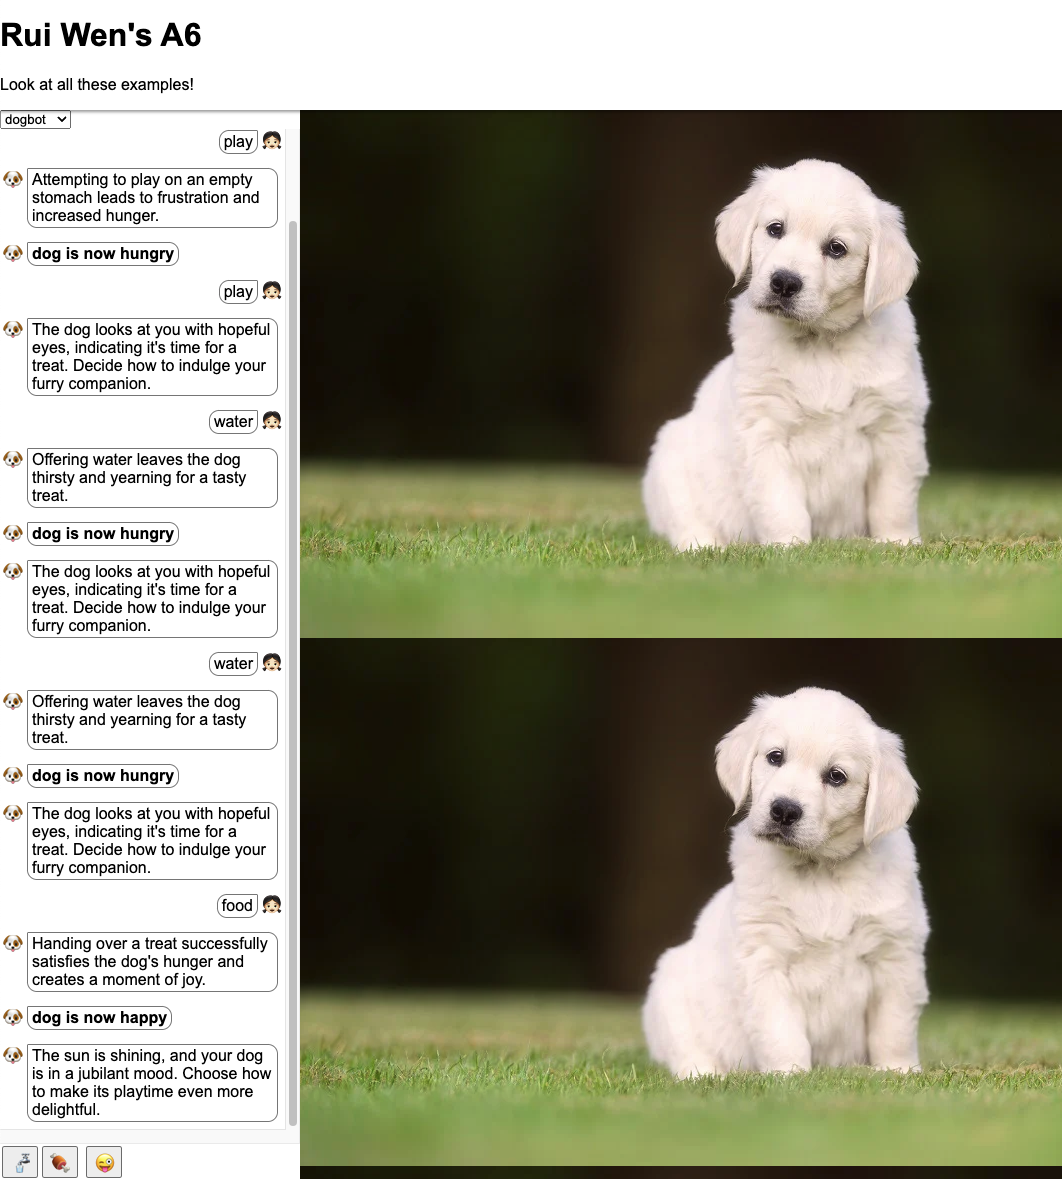 Rui Wen's A6
Look at all these examples!
dogbot
play
Attempting to play on an empty
stomach leads to frustration and
increased hunger.
dog is now hungry
play
The dog looks at you with hopeful
eyes, indicating it's time for a
treat. Decide how to indulge your
furry companion.
water
Offering water leaves the dog
thirsty and yearning for a tasty
treat.
dog is now hungry
The dog looks at you with hopeful
eyes, indicating it's time for a
treat. Decide how to indulge your
furry companion.
water
Offering water leaves the dog
thirsty and yearning for a tasty
treat.
dog is now hungry
The dog looks at you with hopeful
eyes, indicating it's time for a
treat. Decide how to indulge your
furry companion.
food
Handing over a treat successfully
satisfies the dog's hunger and
creates a moment of joy.
dog is now happy
The sun is shining, and your dog
is in a jubilant mood. Choose how
to make its playtime even more
delightful.